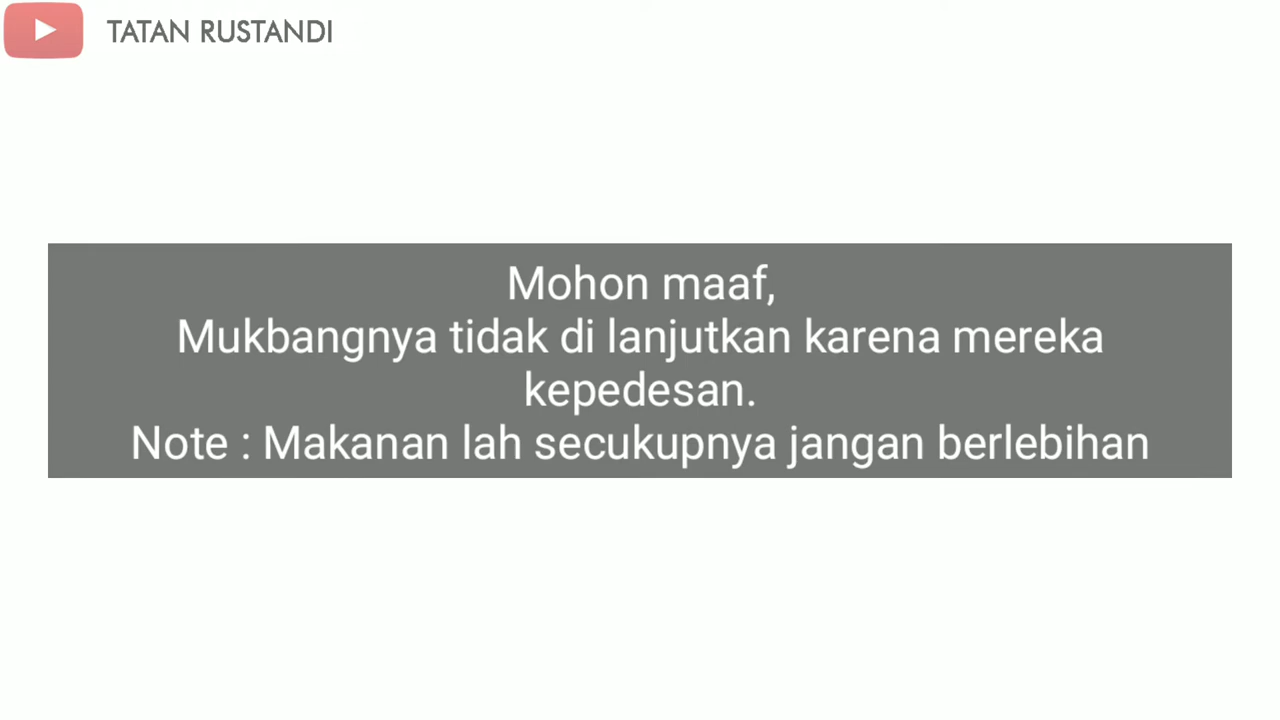 TATAN RUSTANDI
Mohon maaf,
Mukbangnya tidak di lanjutkan karena mereka
kepedesan.
Note : Makanan lah secukupnya jangan berlebihan